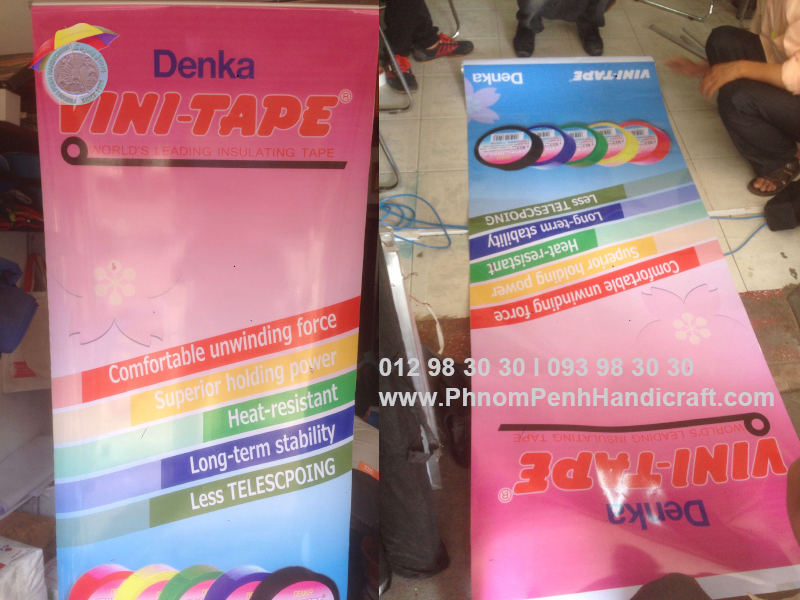 Denka
VINI-TAPE®
WORLD'S LEADING INSULATING TAPE
Comfortable unwinding force
Superior holding power
Heat-resistant
Long-term stability
Less TELESCPOING
Denka
VINI-TAPE®
Less TELESCPOING
Long-term stability
Heat-resistant
Superior holding power
Comfortable unwinding force
012 98 30 30 l 093 98 30 30
www.PhnomPenhHandicraft.com
WORLD'S LEADING INSULATING TAPE
VINI-TAPE®
Denka